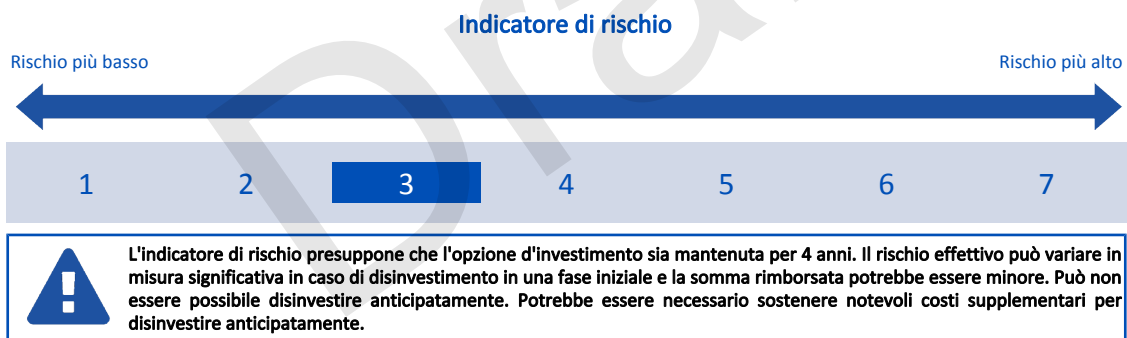 Indicatore di rischio
Rischio più basso
Rischio più alto
1 2 3 4 5 6 7
L'indicatore di rischio presuppone che l'opzione d'investimento sia mantenuta per 4 anni. Il rischio effettivo può variare in
misura significativa in caso di disinvestimento in una fase iniziale e la somma rimborsata potrebbe essere minore. Può non
essere possibile disinvestire anticipatamente. Potrebbe essere necessario sostenere notevoli costi supplementari per
disinvestire anticipatamente.